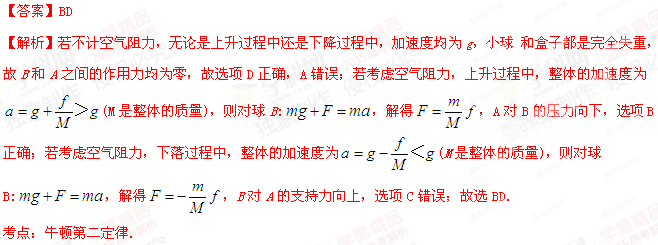 【答案】BD
【解析】若不计空气阻力，无论是上升过程中还是下降过程中，加速度均为 g，小球 和盒子都是完全失重，
故 B 和 A 之间的作用力均为零，故选项 D 正确，A 错误；若考虑空气阻力，上升过程中，整体的加速度为
a = g + f/M > g (M 是整体的质量)，则对球 B: mg + F = ma，解得 F = m/M f，A 对 B 的压力向下，选项 B
正确；若考虑空气阻力，下落过程中，整体的加速度为 a = g − f/M < g (M 是整体的质量)，则对球
B: mg + F = ma，解得 F = − m/M f，B 对 A 的支持力向上，选项 C 错误；故选 BD.
考点：牛顿第二定律.